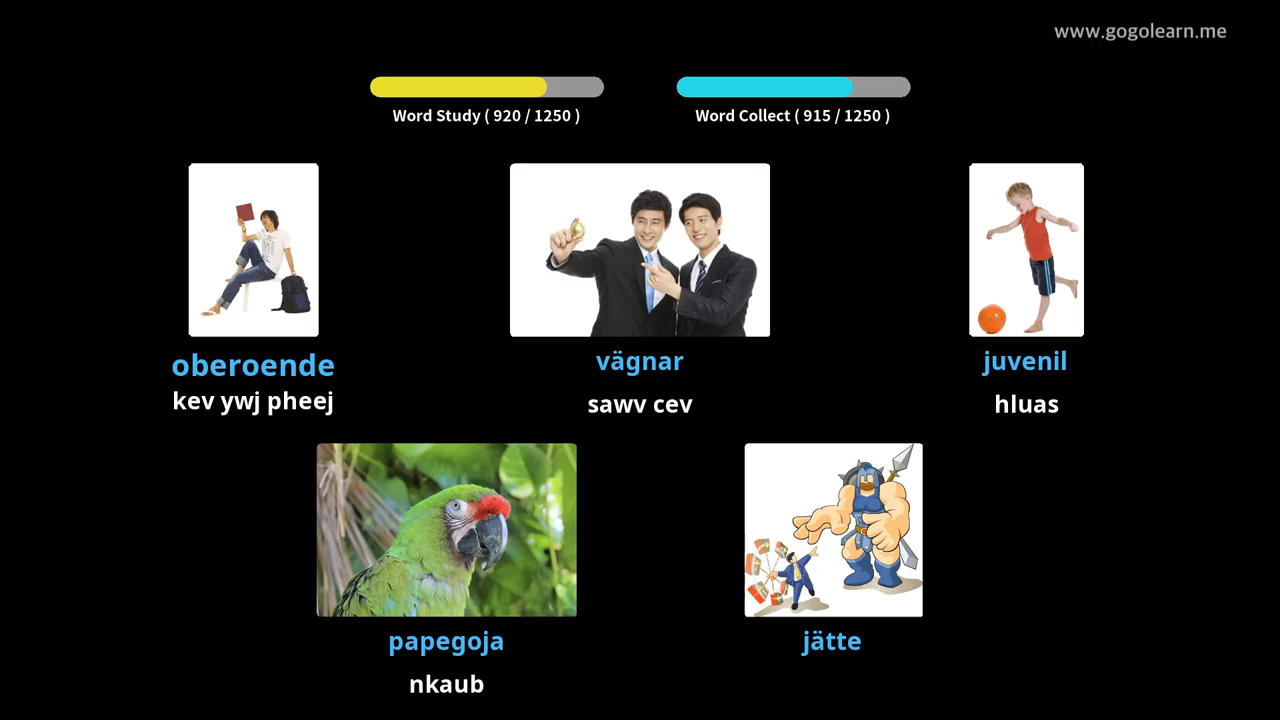 www.gogolearn.me
Word Study ( 920 / 1250 )
Word Collect ( 915 / 1250 )
oberoende
kev ywj pheej
vägnar
sawv cev
juvenil
hluas
papegoja
nkaub
jätte